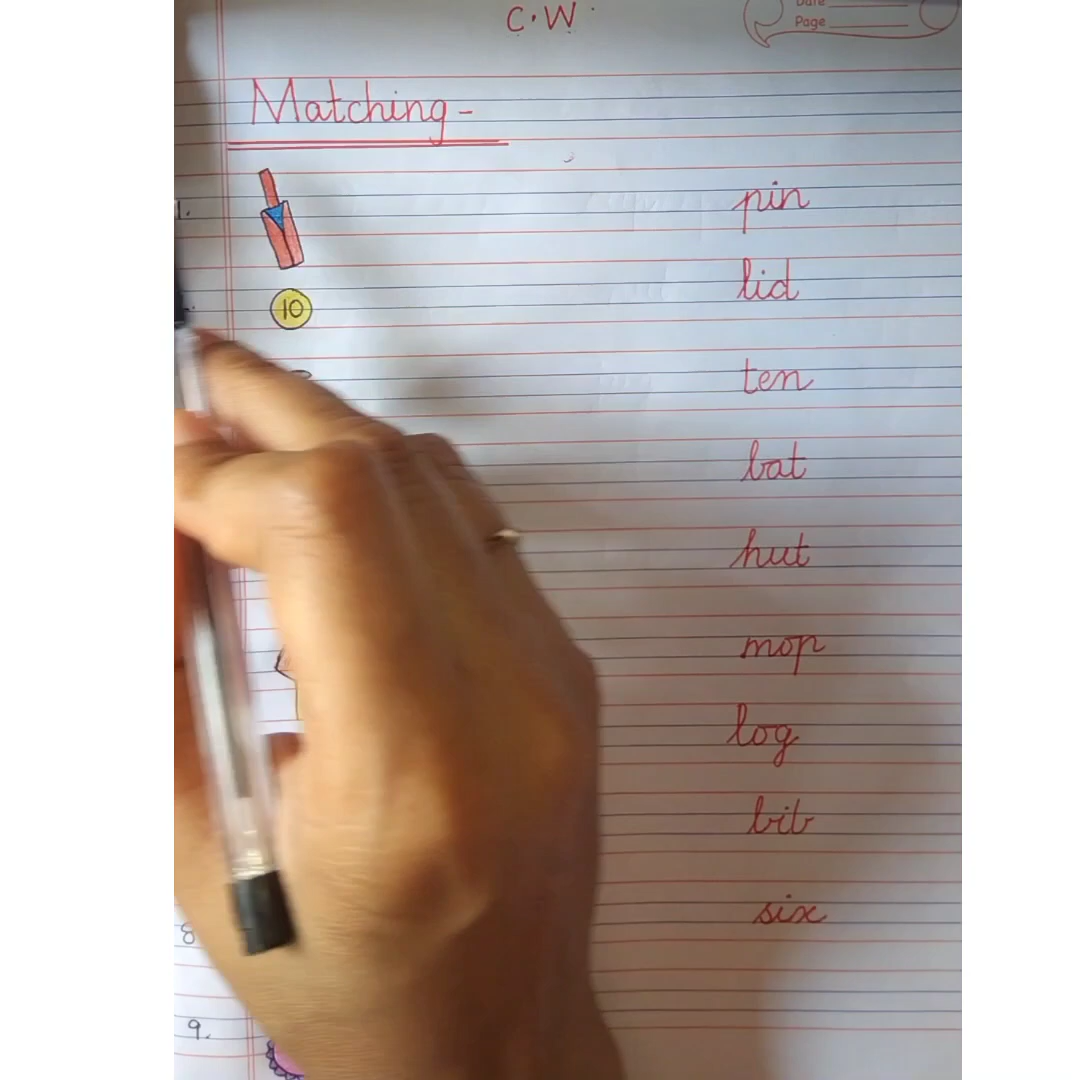 C.W.
Date
Page
Matching -
1.
pin
lid
10
ten
bat
hut
mop
log
bib
8
six
9.